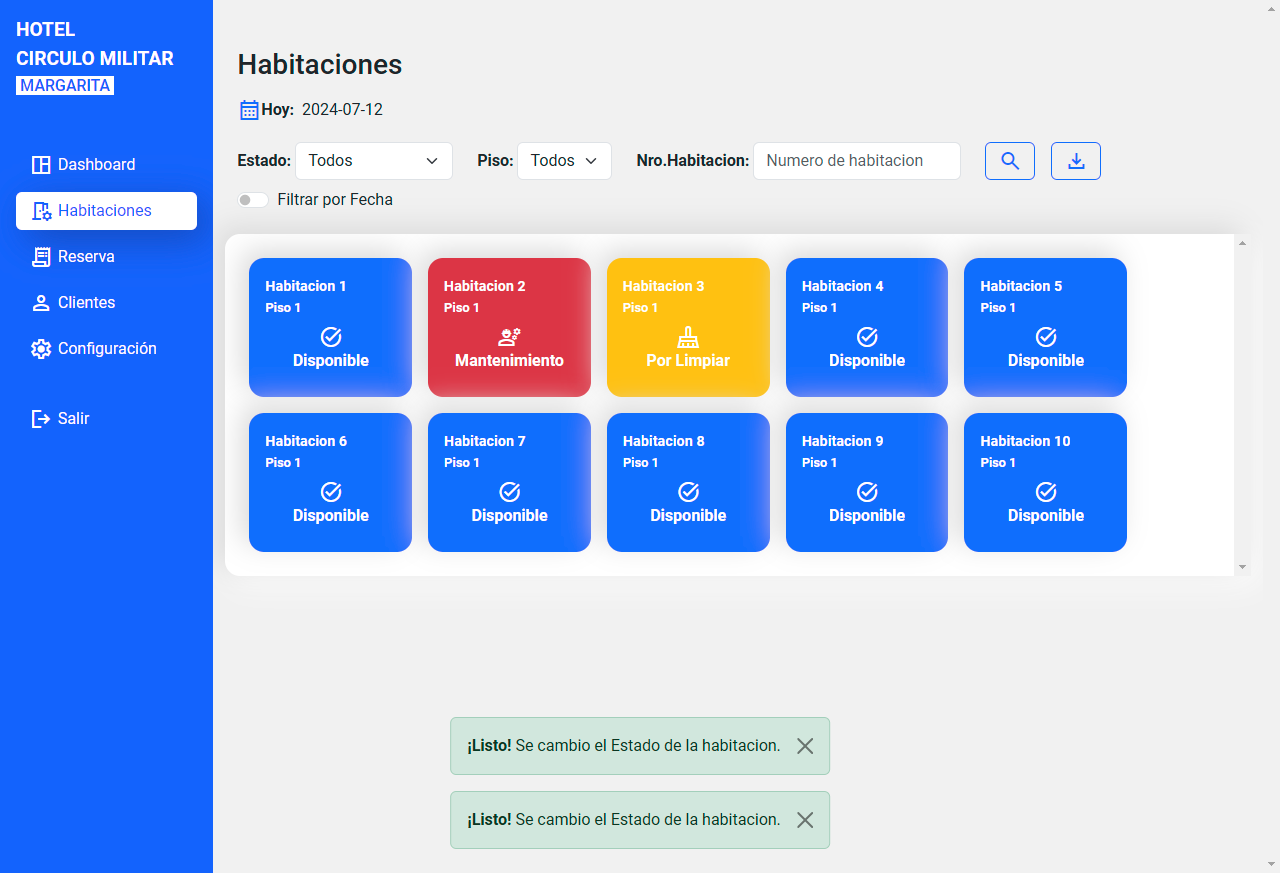 HOTEL
CIRCULO MILITAR
MARGARITA
Dashboard
Habitaciones
Reserva
Clientes
Configuración
Salir
Habitaciones
Hoy: 2024-07-12
Estado: Todos Piso: Todos Nro.Habitacion: Numero de habitacion
Filtrar por Fecha
Habitacion 1
Piso 1
Disponible
Habitacion 2
Piso 1
Mantenimiento
Habitacion 3
Piso 1
Por Limpiar
Habitacion 4
Piso 1
Disponible
Habitacion 5
Piso 1
Disponible
Habitacion 6
Piso 1
Disponible
Habitacion 7
Piso 1
Disponible
Habitacion 8
Piso 1
Disponible
Habitacion 9
Piso 1
Disponible
Habitacion 10
Piso 1
Disponible
¡Listo! Se cambio el Estado de la habitacion.
¡Listo! Se cambio el Estado de la habitacion.